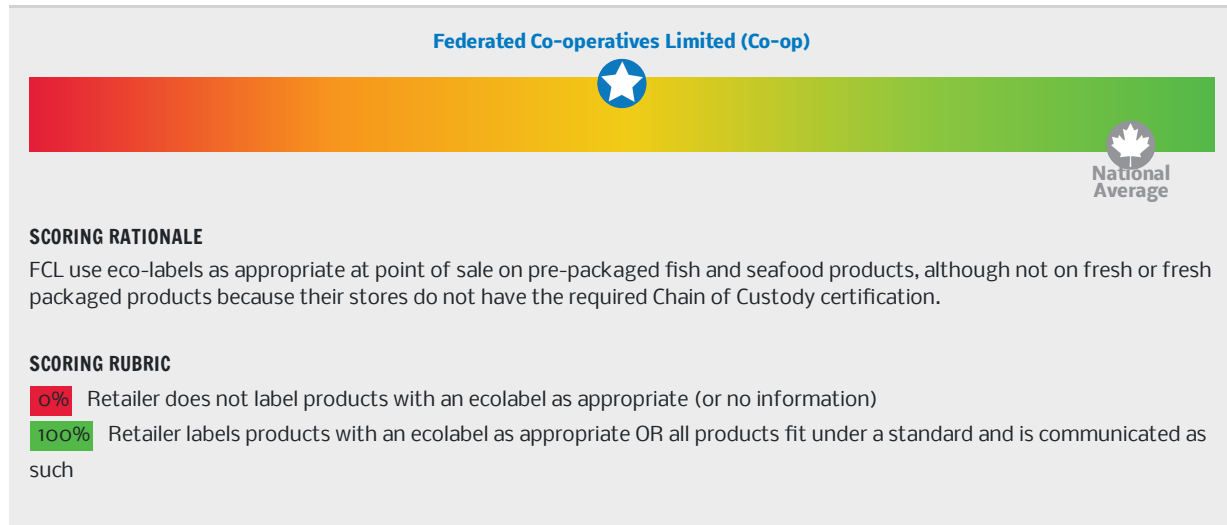 Federated Co-operatives Limited (Co-op)
National
Average
SCORING RATIONALE
FCL use eco-labels as appropriate at point of sale on pre-packaged fish and seafood products, although not on fresh or fresh
packaged products because their stores do not have the required Chain of Custody certification.
SCORING RUBRIC
0% Retailer does not label products with an ecolabel as appropriate (or no information)
100% Retailer labels products with an ecolabel as appropriate OR all products fit under a standard and is communicated as
such